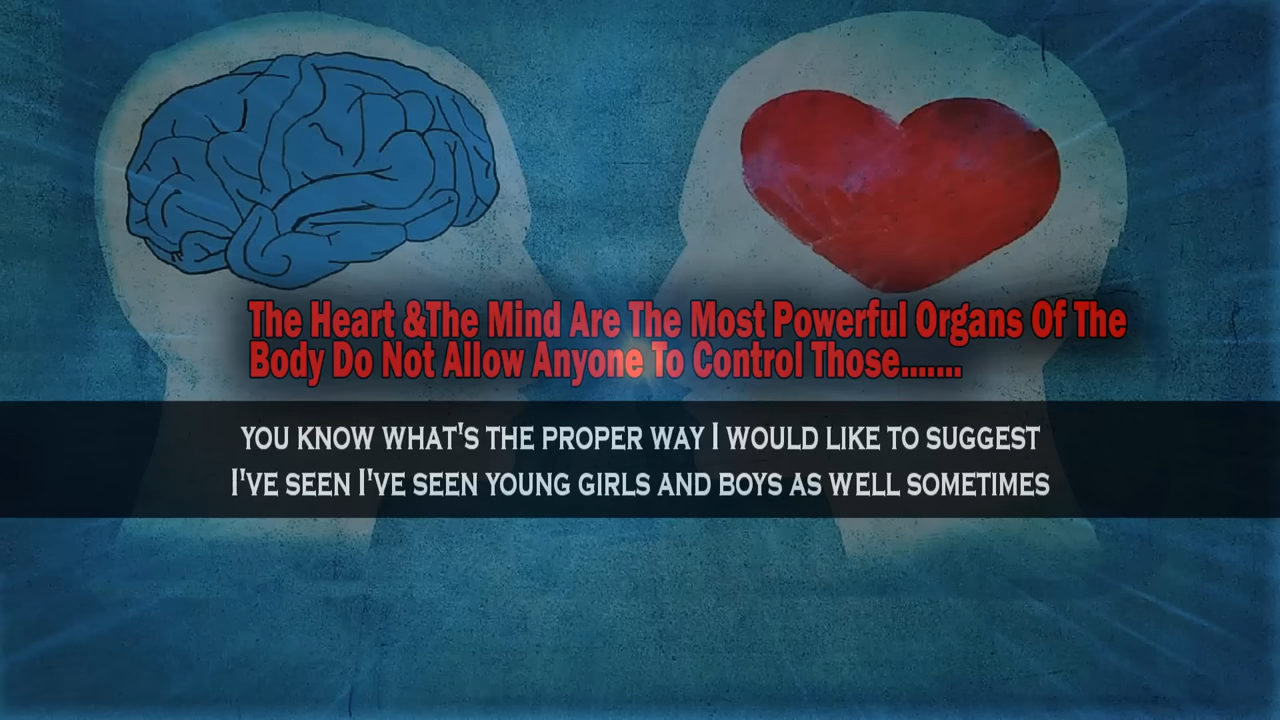 The Heart &The Mind Are The Most Powerful Organs Of The
Body Do Not Allow Anyone To Control Those.......
YOU KNOW WHAT'S THE PROPER WAY I WOULD LIKE TO SUGGEST
I'VE SEEN I'VE SEEN YOUNG GIRLS AND BOYS AS WELL SOMETIMES